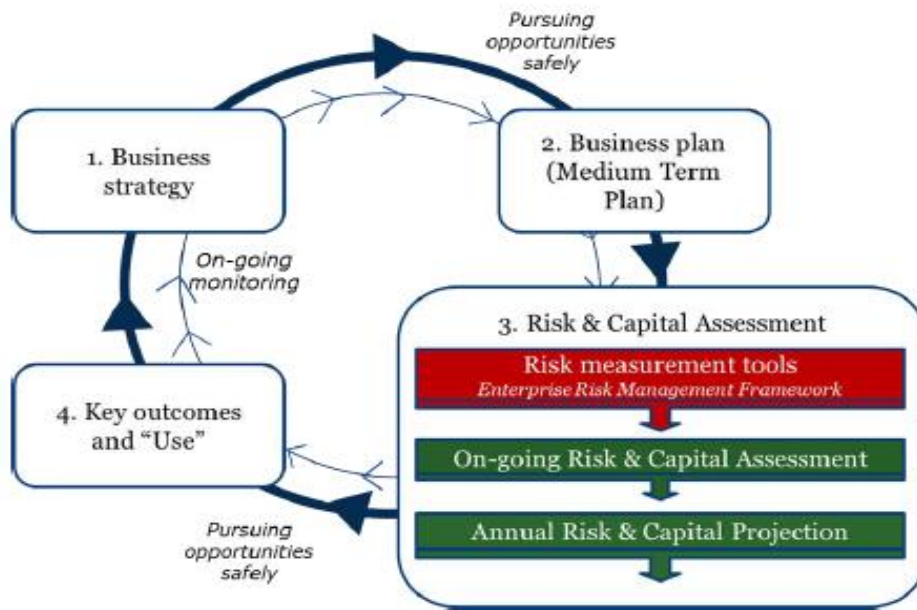 Pursuing
opportunities
safely
1. Business
strategy
2. Business plan
(Medium Term
Plan)
On-going
monitoring
3. Risk & Capital Assessment
Risk measurement tools
Enterprise Risk Management Framework
On-going Risk & Capital Assessment
Annual Risk & Capital Projection
4. Key outcomes
and “Use”
Pursuing
opportunities
safely